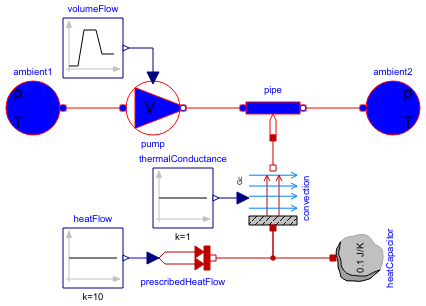 volumeFlow
ambient1
pipe
ambient2
p
T
V
p
T
pump
thermalConductance
Gc
convection
k=1
heatFlow
0.1 J/K
heatCapacitor
prescribedHeatFlow
k=10